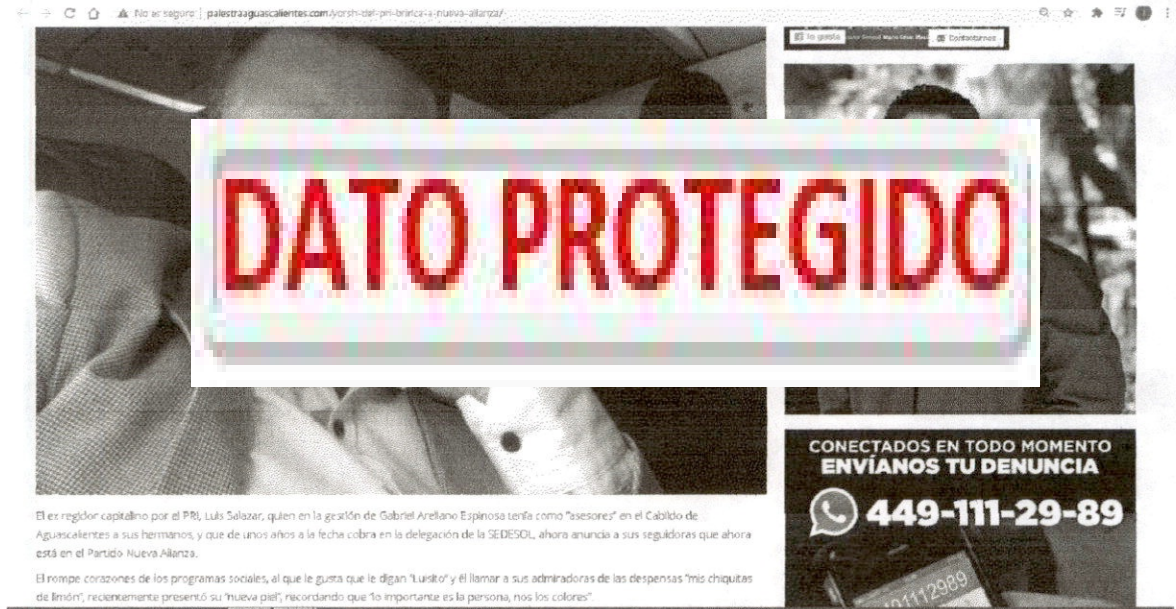 No es seguro palestraaguascalientes.com/yorsh-del-pri-brinca-a-nueva-alianza/
Contactarnos
DATO PROTEGIDO
CONECTADOS EN TODO MOMENTO
ENVÍANOS TU DENUNCIA
449-111-29-89
4491112989
El ex regidor capitalino por el PRI, Luis Salazar, quien en la gestión de Gabriel Arellano Espinosa tenía como "asesores" en el Cabildo de
Aguascalientes a sus hermanos, y que de unos años a la fecha cobra en la delegación de la SEDESOL, ahora anuncia a sus seguidoras que ahora
está en el Partido Nueva Alianza.
El rompe corazones de los programas sociales, al que le gusta que le digan "Luisito" y él llamar a sus admiradoras de las despensas "mis chiquitas
de limón", recientemente presentó su "nueva piel", recordando que "lo importante es la persona, nos los colores".